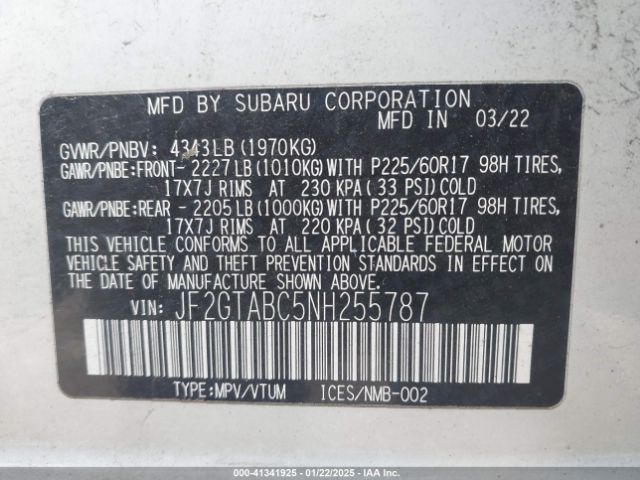 MFD BY SUBARU CORPORATION
MFD IN 03/22
GVWR/PNBV: 4343LB(1970KG)
GAWR/PNBE:FRONT- 2227LB(1010KG)WITH P225/60R17 98H TIRES,
17X7J RIMS AT 230 KPA( 33 PSI)COLD
GAWR/PNBE:REAR - 2205LB(1000KG)WITH P225/60R17 98H TIRES,
17X7J RIMS AT 220 KPA( 32 PSI)COLD
THIS VEHICLE CONFORMS TO ALL APPLICABLE FEDERAL MOTOR
VEHICLE SAFETY AND THEFT PREVENTION STANDARDS IN EFFECT ON
THE DATE OF MANUFACTURE SHOWN ABOVE.
VIN: JF2GTABC5NH255787
TYPE:MPV/VTUM ICES/NMB-002
000-41341925 - 01/22/2025 - IAA Inc.